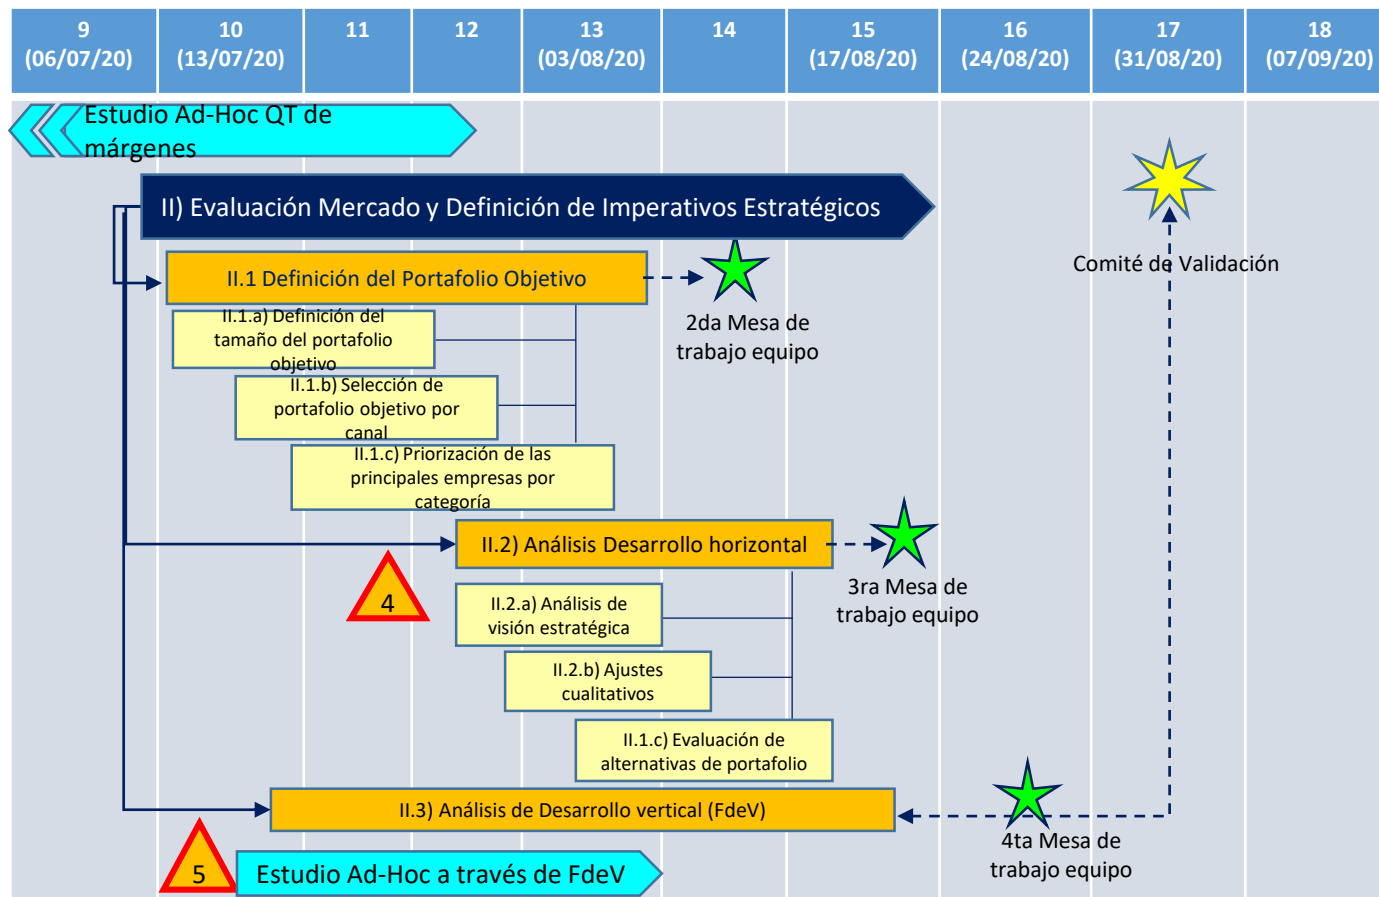 9
(06/07/20)
10
(13/07/20)
11
12
13
(03/08/20)
14
15
(17/08/20)
16
(24/08/20)
17
(31/08/20)
18
(07/09/20)
Estudio Ad-Hoc QT de
márgenes
II) Evaluación Mercado y Definición de Imperativos Estratégicos
Comité de Validación
II.1 Definición del Portafolio Objetivo
2da Mesa de
trabajo equipo
II.1.a) Definición del
tamaño del portafolio
objetivo
II.1.b) Selección de
portafolio objetivo por
canal
II.1.c) Priorización de las
principales empresas por
categoría
II.2) Análisis Desarrollo horizontal
3ra Mesa de
trabajo equipo
4
II.2.a) Análisis de
visión estratégica
II.2.b) Ajustes
cualitativos
II.1.c) Evaluación de
alternativas de portafolio
II.3) Análisis de Desarrollo vertical (FdeV)
4ta Mesa de
trabajo equipo
5
Estudio Ad-Hoc a través de FdeV